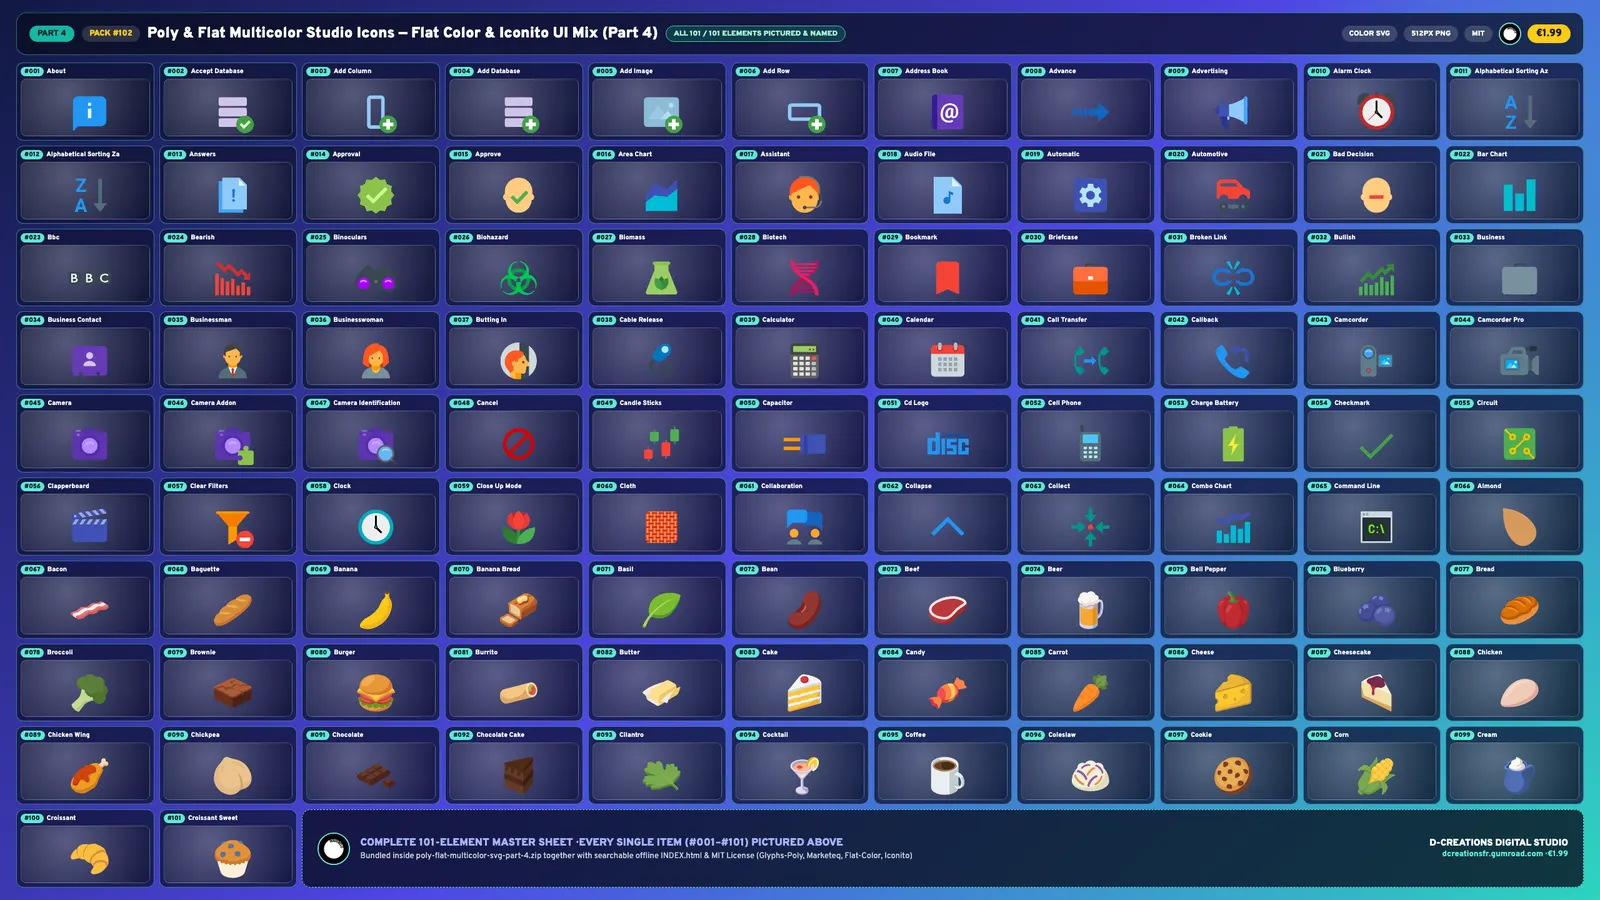 PART 4 PACK #102 Poly & Flat Multicolor Studio Icons – Flat Color & Iconito UI Mix (Part 4) ALL 101 / 101 ELEMENTS PICTURED & NAMED COLOR SVG 512PX PNG MIT €1.99
#001 About #002 Accept Database #003 Add Column #004 Add Database #005 Add Image #006 Add Row #007 Address Book #008 Advance #009 Advertising #010 Alarm Clock #011 Alphabetical Sorting Az
i @ A Z
#012 Alphabetical Sorting Za #013 Answers #014 Approval #015 Approve #016 Area Chart #017 Assistant #018 Audio File #019 Automatic #020 Automotive #021 Bad Decision #022 Bar Chart
Z A !
#023 Bbc #024 Bearish #025 Binoculars #026 Biohazard #027 Biomass #028 Biotech #029 Bookmark #030 Briefcase #031 Broken Link #032 Bullish #033 Business
B B C
#034 Business Contact #035 Businessman #036 Businesswoman #037 Butting In #038 Cable Release #039 Calculator #040 Calendar #041 Call Transfer #042 Callback #043 Camcorder #044 Camcorder Pro
#045 Camera #046 Camera Addon #047 Camera Identification #048 Cancel #049 Candle Sticks #050 Capacitor #051 Cd Logo #052 Cell Phone #053 Charge Battery #054 Checkmark #055 Circuit
disc
#056 Clapperboard #057 Clear Filters #058 Clock #059 Close Up Mode #060 Cloth #061 Collaboration #062 Collapse #063 Collect #064 Combo Chart #065 Command Line #066 Almond
C:\
#067 Bacon #068 Baguette #069 Banana #070 Banana Bread #071 Basil #072 Bean #073 Beef #074 Beer #075 Bell Pepper #076 Blueberry #077 Bread
#078 Broccoli #079 Brownie #080 Burger #081 Burrito #082 Butter #083 Cake #084 Candy #085 Carrot #086 Cheese #087 Cheesecake #088 Chicken
#089 Chicken Wing #090 Chickpea #091 Chocolate #092 Chocolate Cake #093 Cilantro #094 Cocktail #095 Coffee #096 Coleslaw #097 Cookie #098 Corn #099 Cream
#100 Croissant #101 Croissant Sweet
COMPLETE 101-ELEMENT MASTER SHEET · EVERY SINGLE ITEM (#001–#101) PICTURED ABOVE
Bundled inside poly-flat-multicolor-svg-part-4.zip together with searchable offline INDEX.html & MIT License (Glyphs-Poly, Marketeq, Flat-Color, Iconito)
D-CREATIONS DIGITAL STUDIO
dcreationsfr.gumroad.com · €1.99